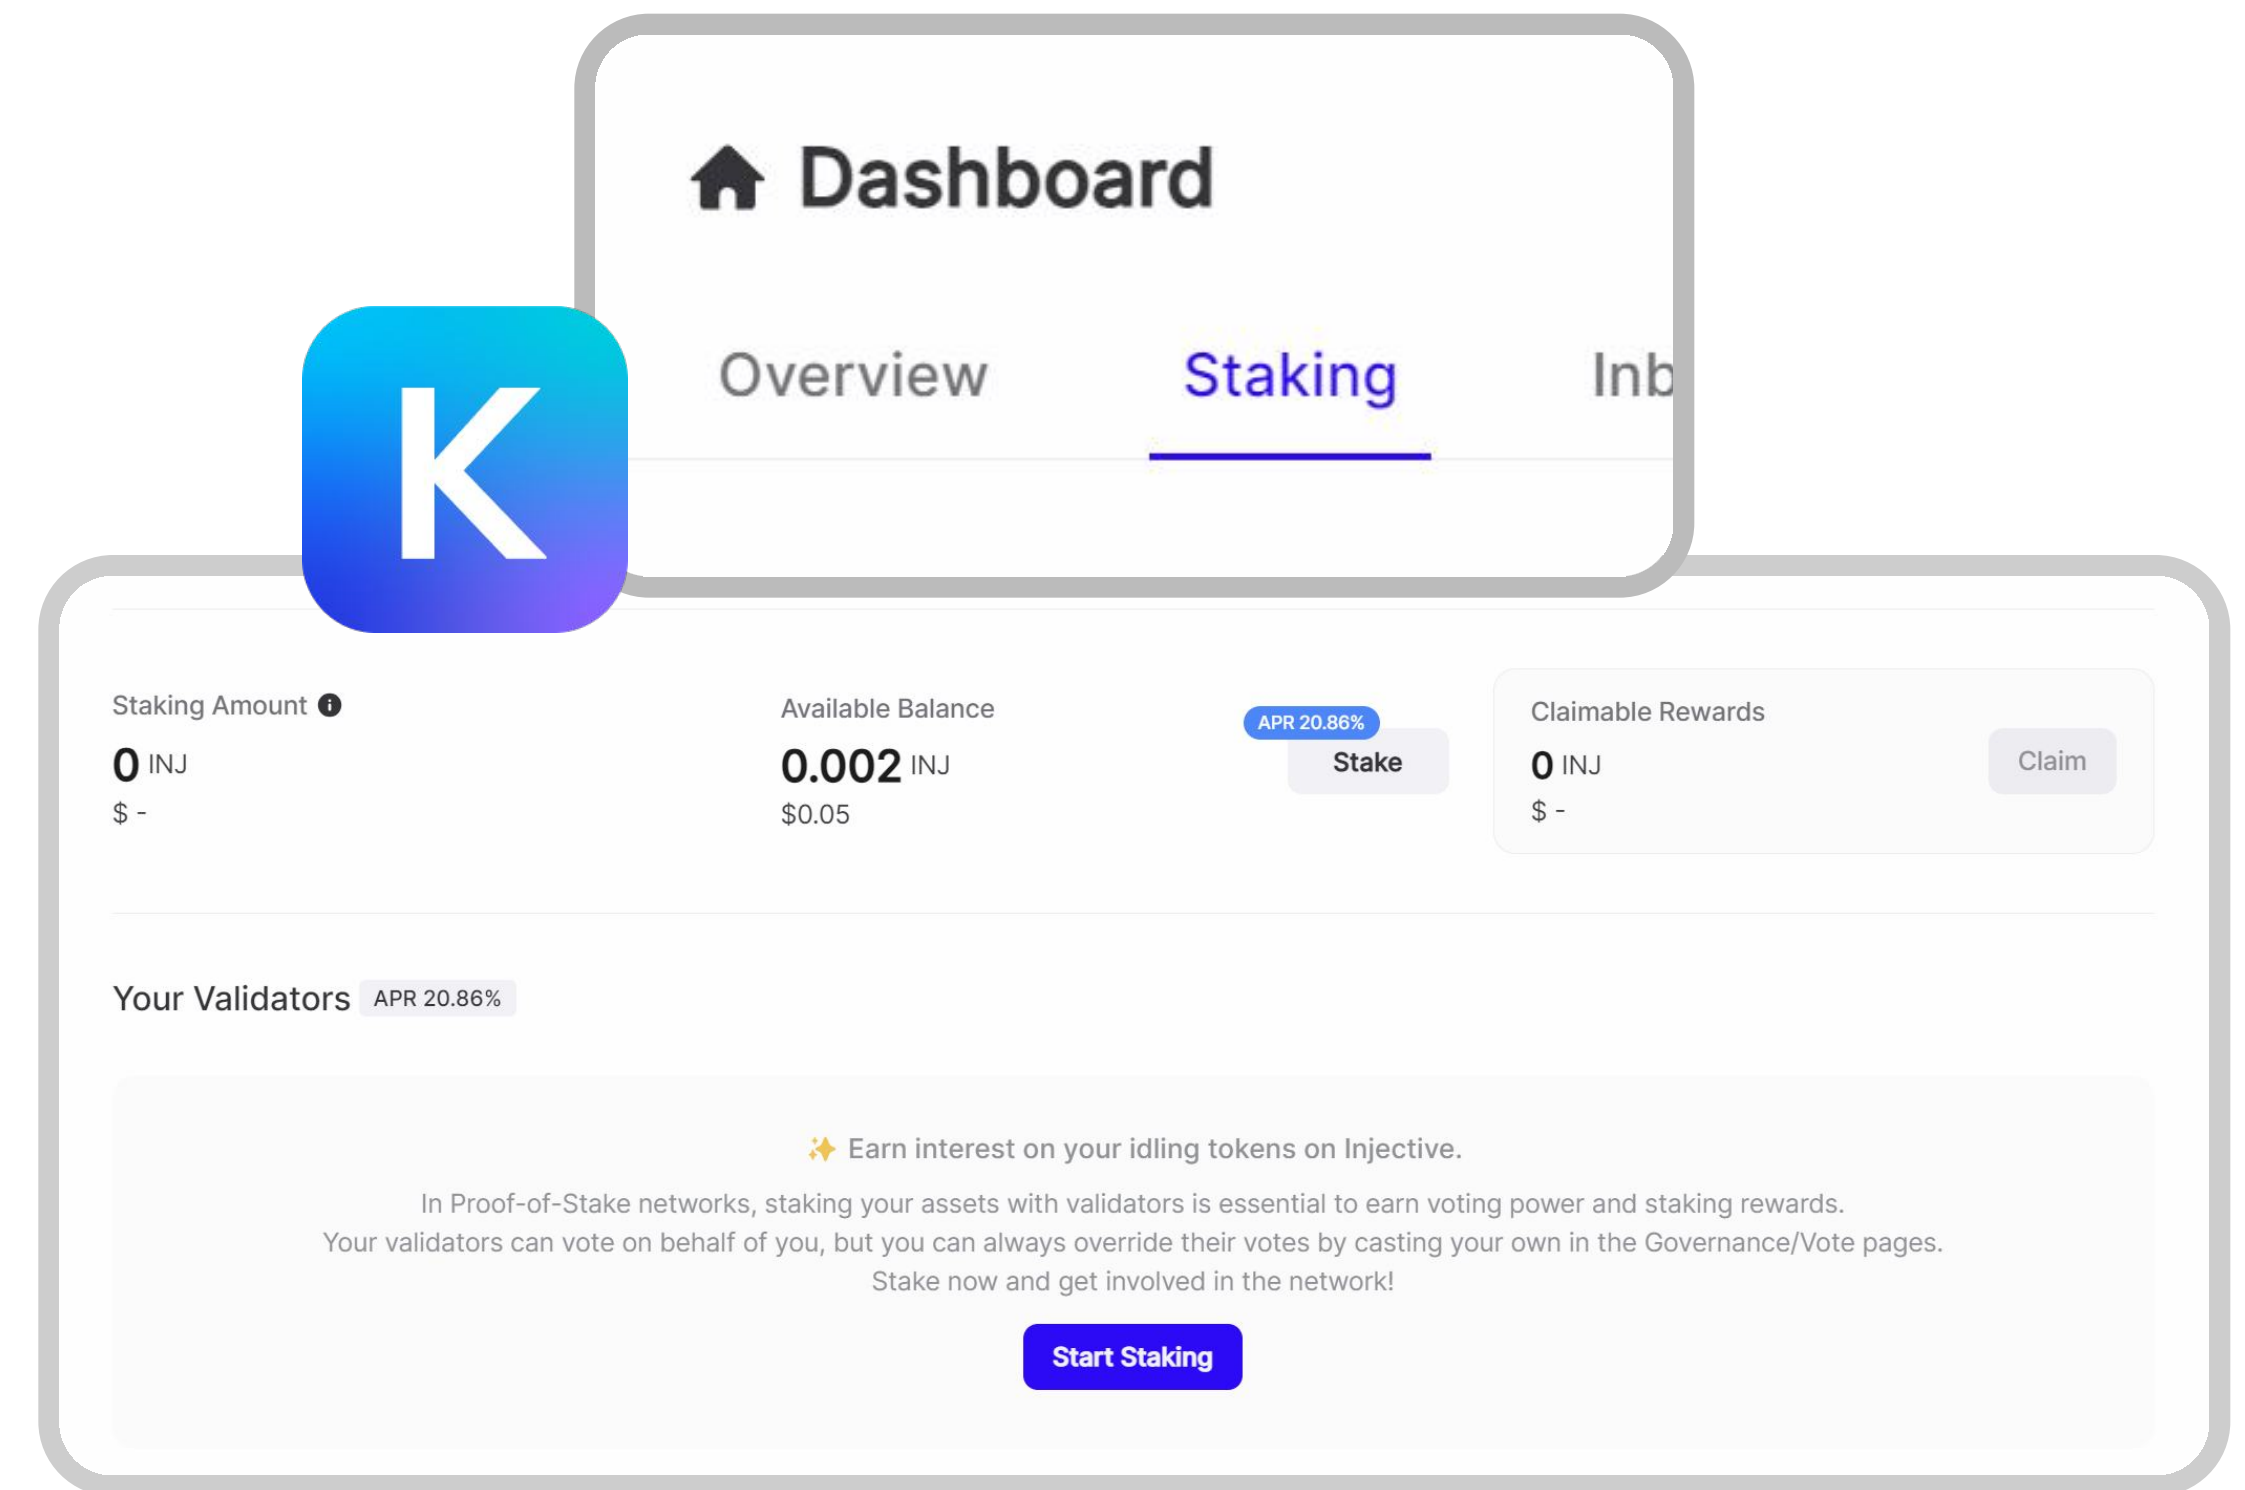 Dashboard
Overview
Staking
Inb
K
Staking Amount
0 INJ
$ -
Available Balance
0.002 INJ
$0.05
APR 20.86%
Stake
Claimable Rewards
0 INJ
$ -
Claim
Your Validators
APR 20.86%
✨ Earn interest on your idling tokens on Injective.
In Proof-of-Stake networks, staking your assets with validators is essential to earn voting power and staking rewards.
Your validators can vote on behalf of you, but you can always override their votes by casting your own in the Governance/Vote pages.
Stake now and get involved in the network!
Start Staking